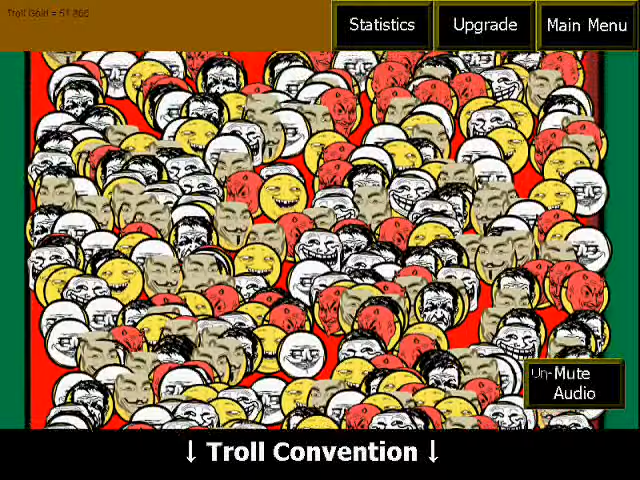 Troll Gold = 51,866
Statistics
Upgrade
Main Menu
Un-Mute
Audio
↓ Troll Convention ↓